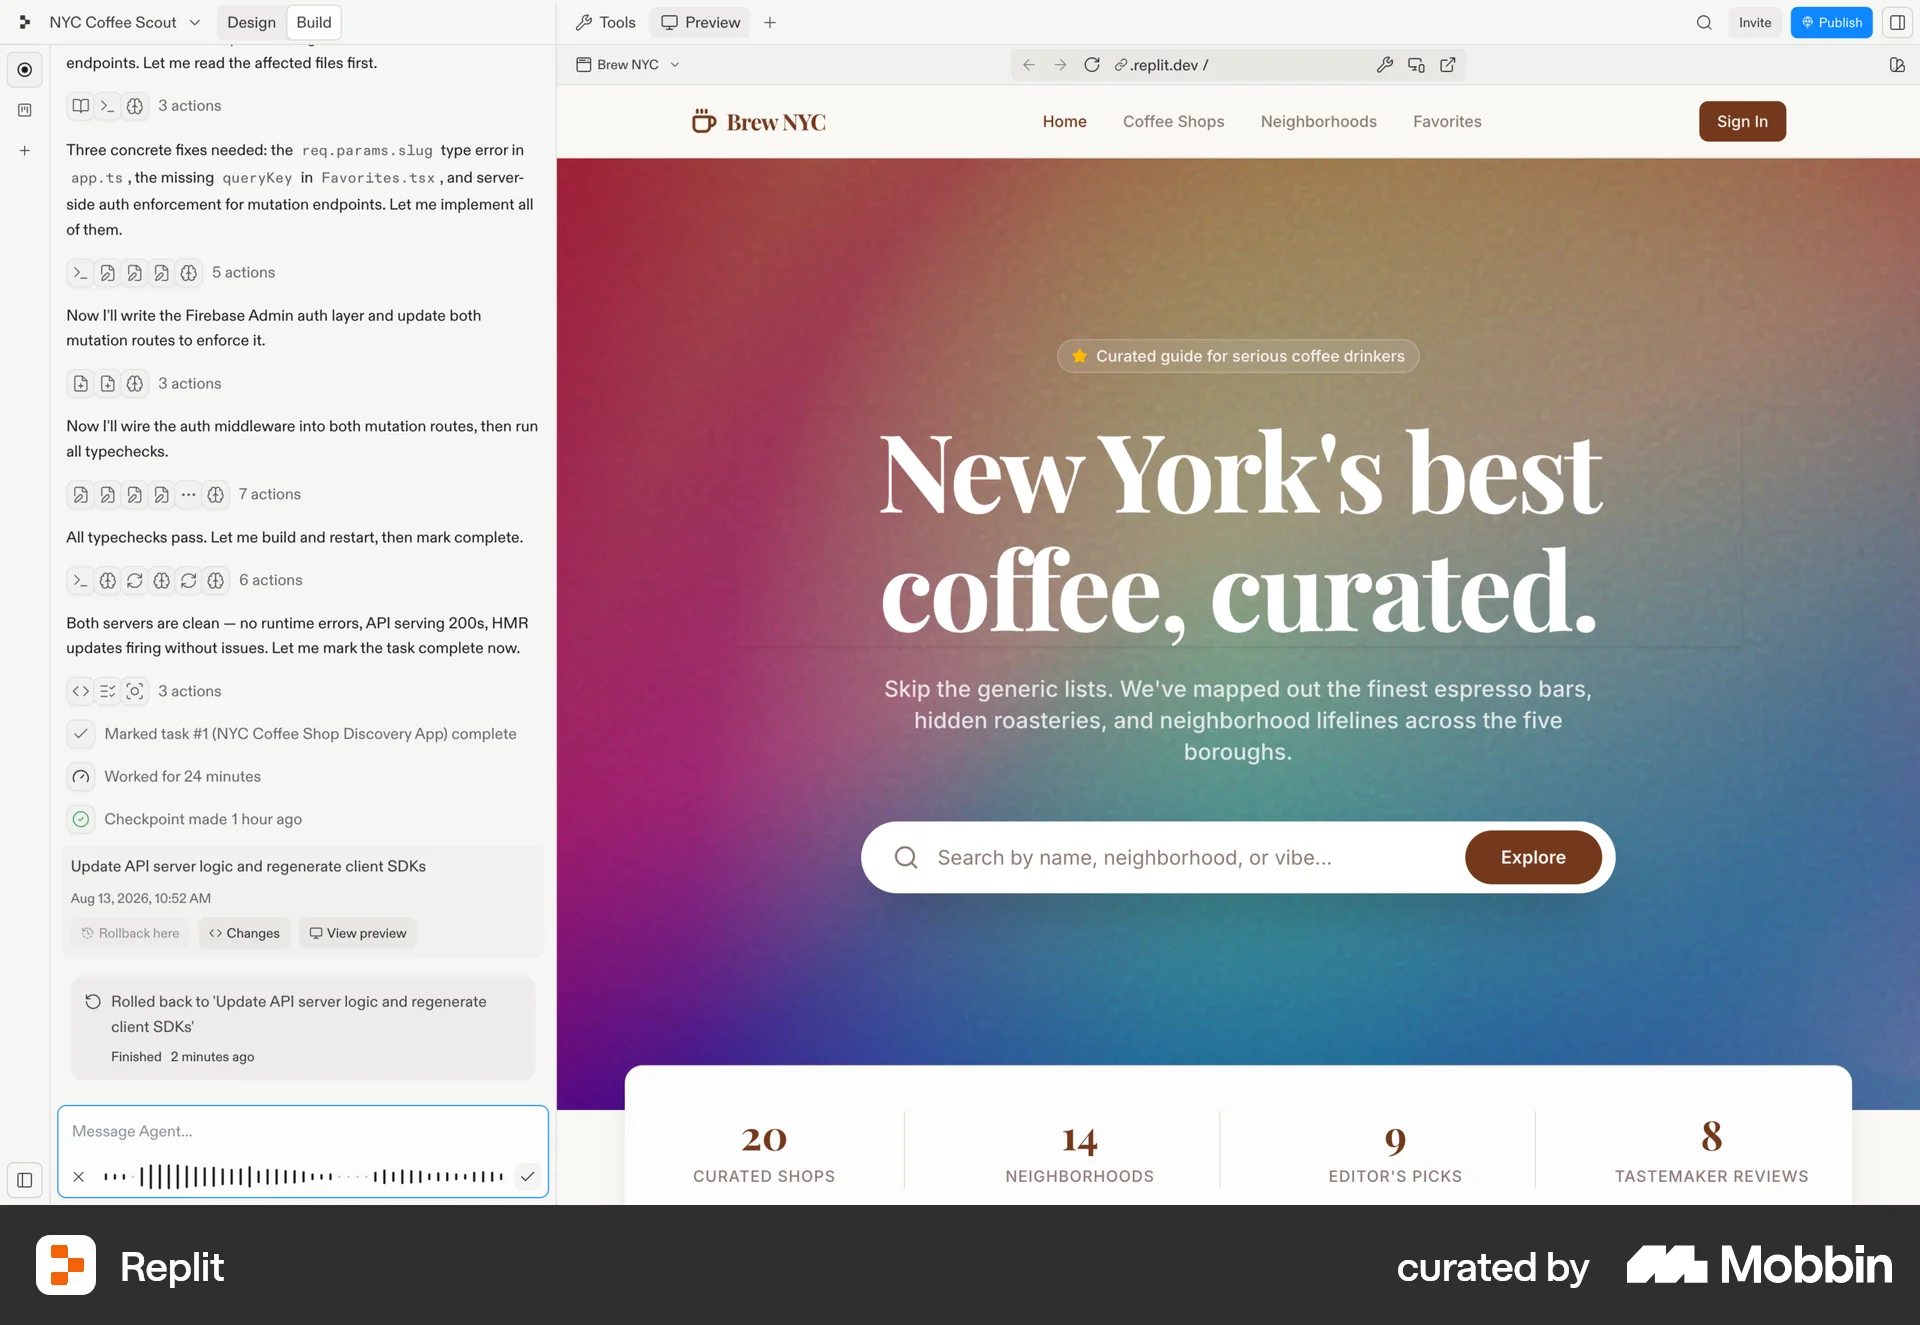 NYC Coffee Scout
Design
Build
Tools
Preview
Invite
Publish
endpoints. Let me read the affected files first.
3 actions
Three concrete fixes needed: the req.params.slug type error in
app.ts , the missing queryKey in Favorites.tsx , and server-
side auth enforcement for mutation endpoints. Let me implement all
of them.
5 actions
Now I'll write the Firebase Admin auth layer and update both
mutation routes to enforce it.
3 actions
Now I'll wire the auth middleware into both mutation routes, then run
all typechecks.
7 actions
All typechecks pass. Let me build and restart, then mark complete.
6 actions
Both servers are clean — no runtime errors, API serving 200s, HMR
updates firing without issues. Let me mark the task complete now.
3 actions
Marked task #1 (NYC Coffee Shop Discovery App) complete
Worked for 24 minutes
Checkpoint made 1 hour ago
Update API server logic and regenerate client SDKs
Aug 13, 2026, 10:52 AM
Rollback here
Changes
View preview
Rolled back to 'Update API server logic and regenerate
client SDKs'
Finished 2 minutes ago
Message Agent...
Brew NYC
.replit.dev /
Brew NYC
Home
Coffee Shops
Neighborhoods
Favorites
Sign In
Curated guide for serious coffee drinkers
New York's best
coffee, curated.
Skip the generic lists. We've mapped out the finest espresso bars,
hidden roasteries, and neighborhood lifelines across the five
boroughs.
Search by name, neighborhood, or vibe...
Explore
20
CURATED SHOPS
14
NEIGHBORHOODS
9
EDITOR'S PICKS
8
TASTEMAKER REVIEWS
Replit
curated by
Mobbin